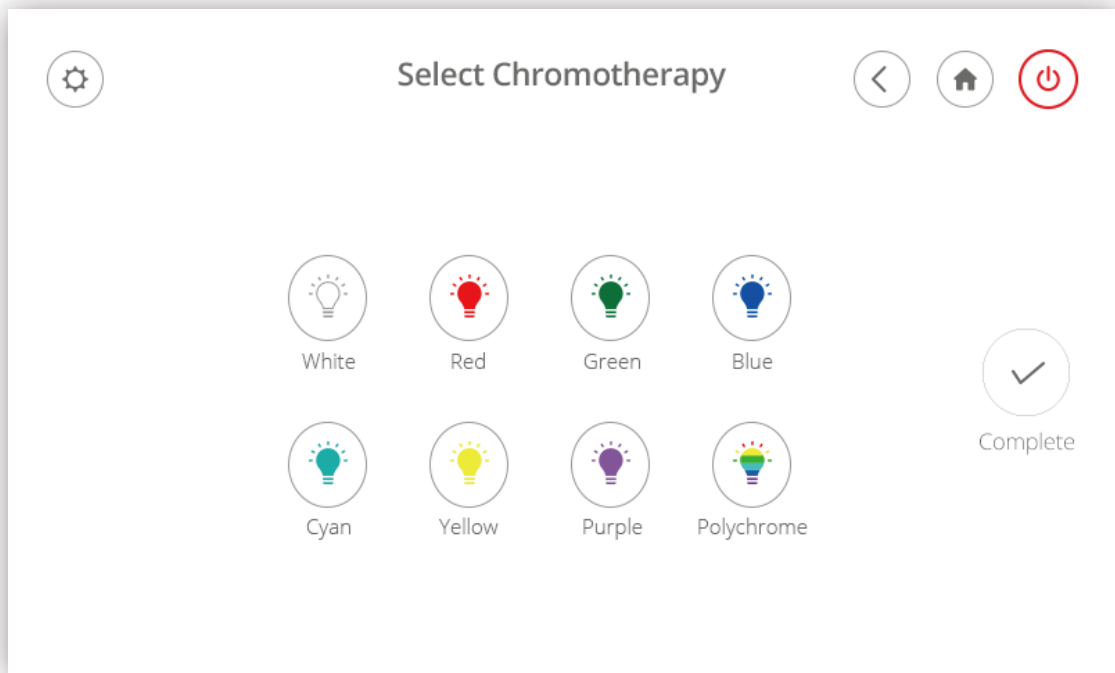 Select Chromotherapy
White Red Green Blue
Complete
Cyan Yellow Purple Polychrome